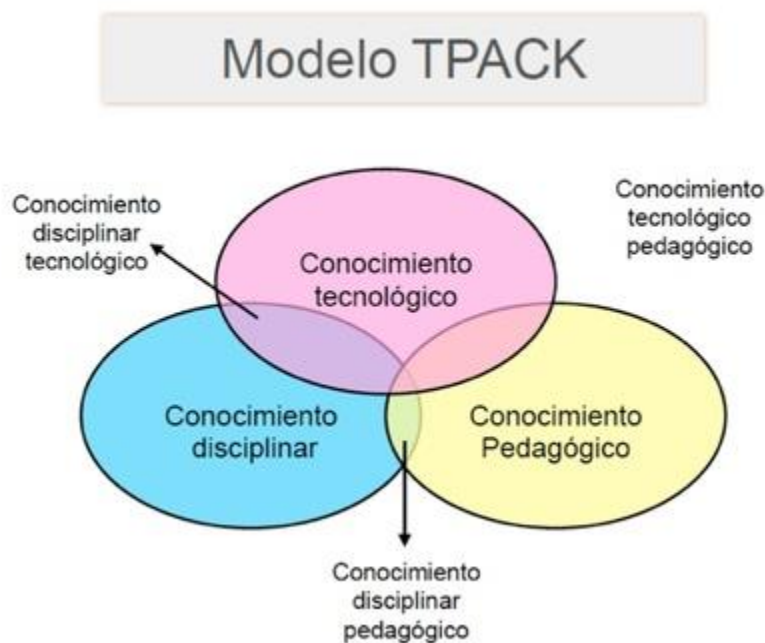 Modelo TPACK
Conocimiento
disciplinar
tecnológico
Conocimiento
tecnológico
Conocimiento
tecnológico
pedagógico
Conocimiento
disciplinar
Conocimiento
Pedagógico
Conocimiento
disciplinar
pedagógico